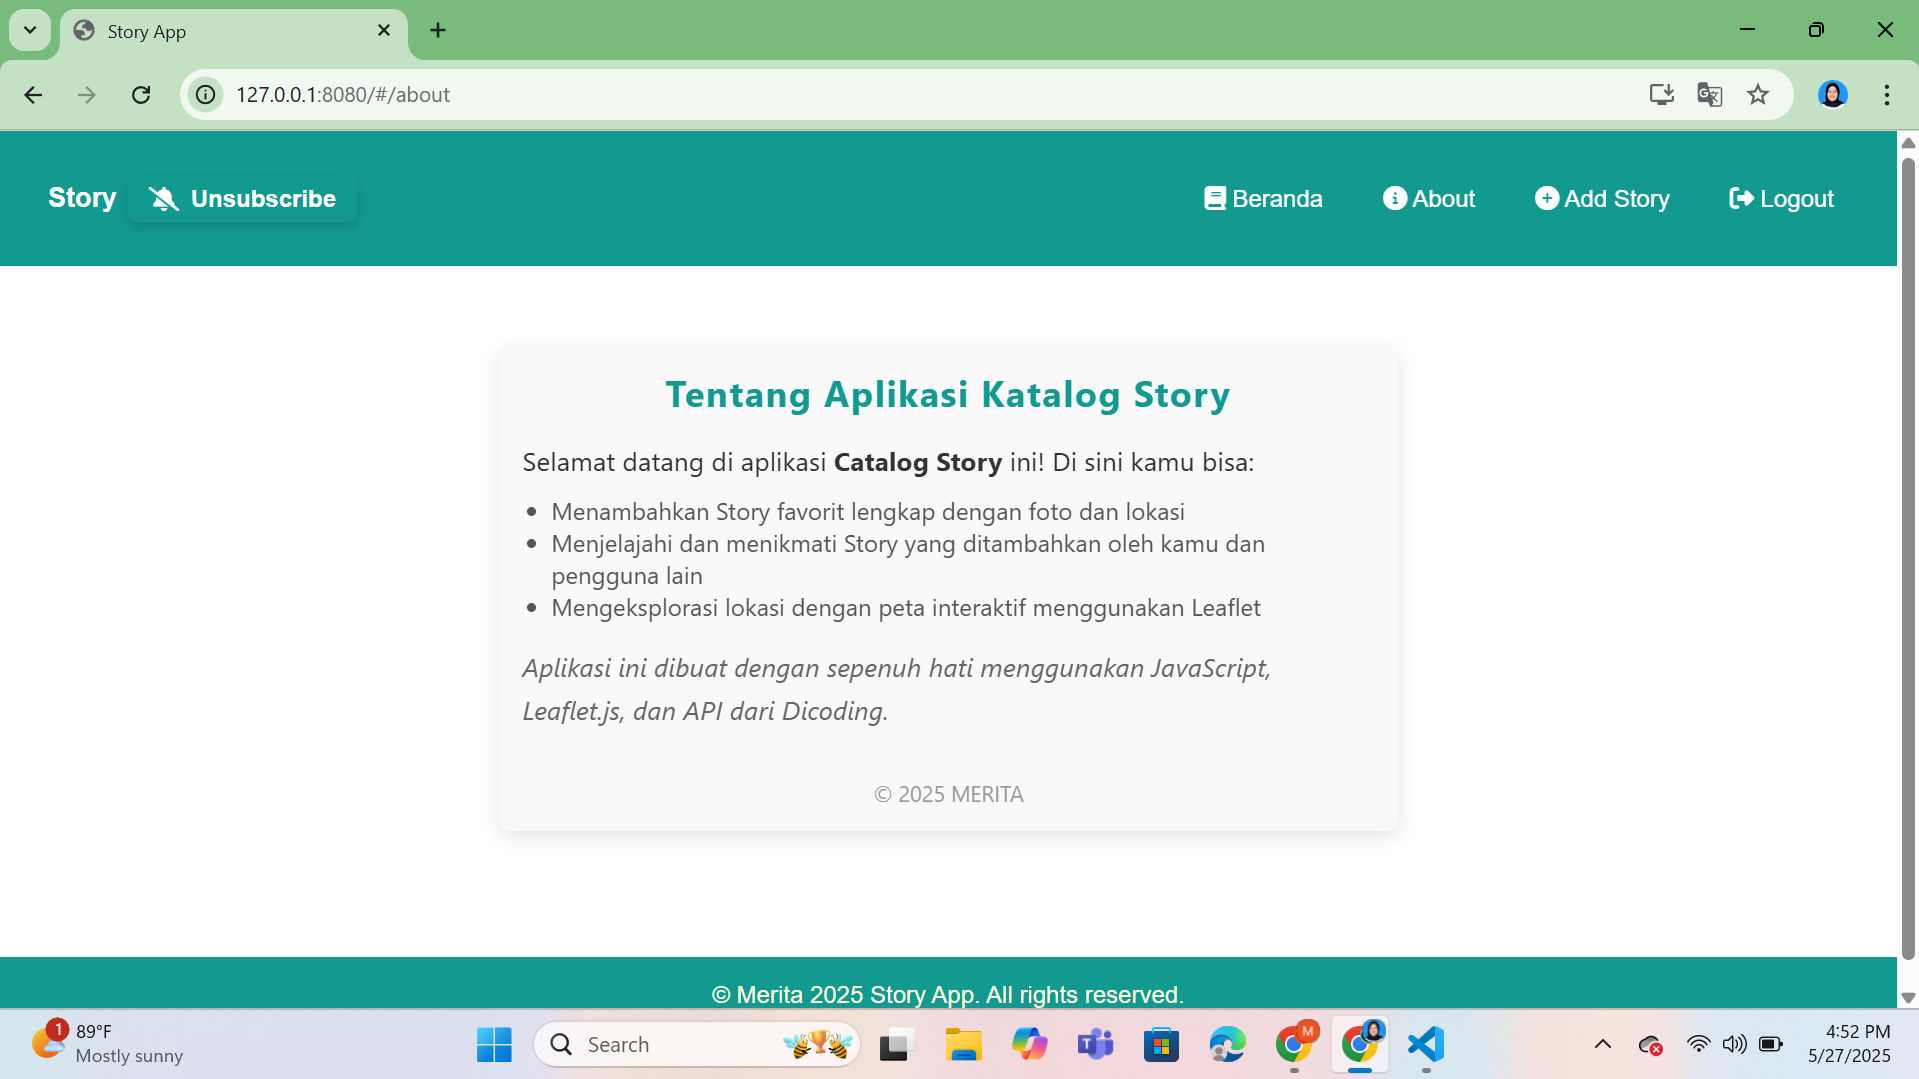 Story App
127.0.0.1:8080/#/about
Story
Unsubscribe
Beranda
About
Add Story
Logout
Tentang Aplikasi Katalog Story
Selamat datang di aplikasi Catalog Story ini! Di sini kamu bisa:
Menambahkan Story favorit lengkap dengan foto dan lokasi
Menjelajahi dan menikmati Story yang ditambahkan oleh kamu dan
pengguna lain
Mengeksplorasi lokasi dengan peta interaktif menggunakan Leaflet
Aplikasi ini dibuat dengan sepenuh hati menggunakan JavaScript,
Leaflet.js, dan API dari Dicoding.
© 2025 MERITA
© Merita 2025 Story App. All rights reserved.
1
89°F
Mostly sunny
Search
M
4:52 PM
5/27/2025